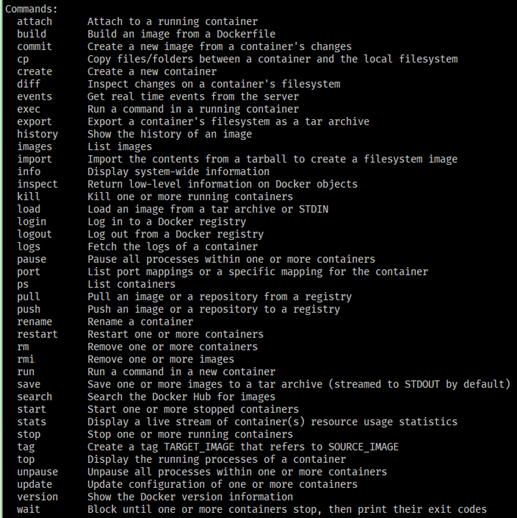 Commands:
attach Attach to a running container
build Build an image from a Dockerfile
commit Create a new image from a container's changes
cp Copy files/folders between a container and the local filesystem
create Create a new container
diff Inspect changes on a container's filesystem
events Get real time events from the server
exec Run a command in a running container
export Export a container's filesystem as a tar archive
history Show the history of an image
images List images
import Import the contents from a tarball to create a filesystem image
info Display system-wide information
inspect Return low-level information on Docker objects
kill Kill one or more running containers
load Load an image from a tar archive or STDIN
login Log in to a Docker registry
logout Log out from a Docker registry
logs Fetch the logs of a container
pause Pause all processes within one or more containers
port List port mappings or a specific mapping for the container
ps List containers
pull Pull an image or a repository from a registry
push Push an image or a repository to a registry
rename Rename a container
restart Restart one or more containers
rm Remove one or more containers
rmi Remove one or more images
run Run a command in a new container
save Save one or more images to a tar archive (streamed to STDOUT by default)
search Search the Docker Hub for images
start Start one or more stopped containers
stats Display a live stream of container(s) resource usage statistics
stop Stop one or more running containers
tag Create a tag TARGET_IMAGE that refers to SOURCE_IMAGE
top Display the running processes of a container
unpause Unpause all processes within one or more containers
update Update configuration of one or more containers
version Show the Docker version information
wait Block until one or more containers stop, then print their exit codes